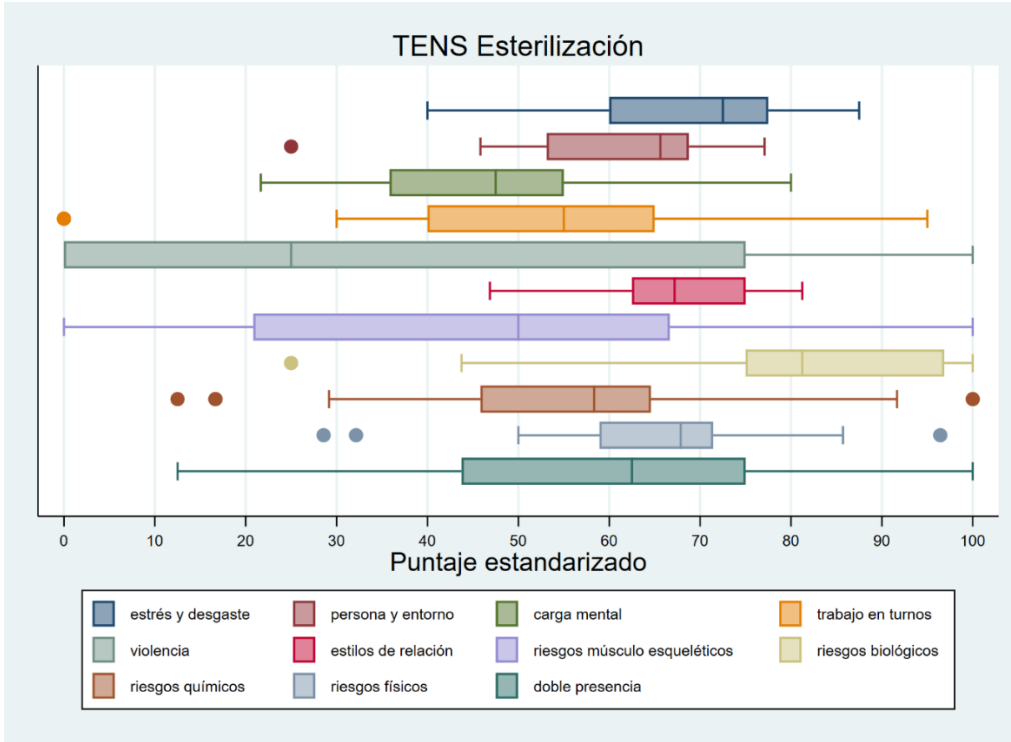 TENS Esterilización
0 10 20 30 40 50 60 70 80 90 100
Puntaje estandarizado
estrés y desgaste persona y entorno carga mental trabajo en turnos
violencia estilos de relación riesgos músculo esqueléticos riesgos biológicos
riesgos químicos riesgos físicos doble presencia